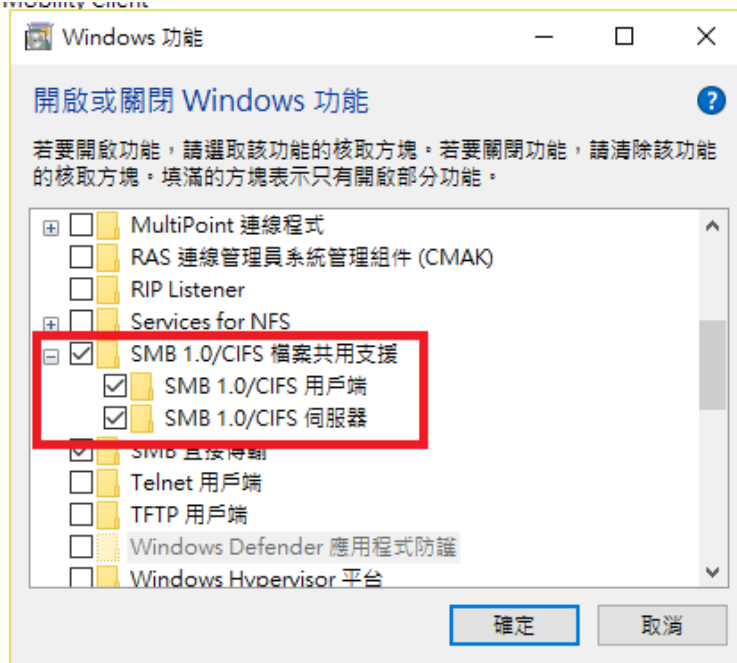 Mobility Client
Windows 功能
開啟或關閉 Windows 功能
若要開啟功能，請選取該功能的核取方塊。若要關閉功能，請清除該功能
的核取方塊。填滿的方塊表示只有開啟部分功能。
MultiPoint 連線程式
RAS 連線管理員系統管理組件 (CMAK)
RIP Listener
Services for NFS
SMB 1.0/CIFS 檔案共用支援
SMB 1.0/CIFS 用戶端
SMB 1.0/CIFS 伺服器
SMB 直接傳輸
Telnet 用戶端
TFTP 用戶端
Windows Defender 應用程式防護
Windows Hypervisor 平台
確定
取消